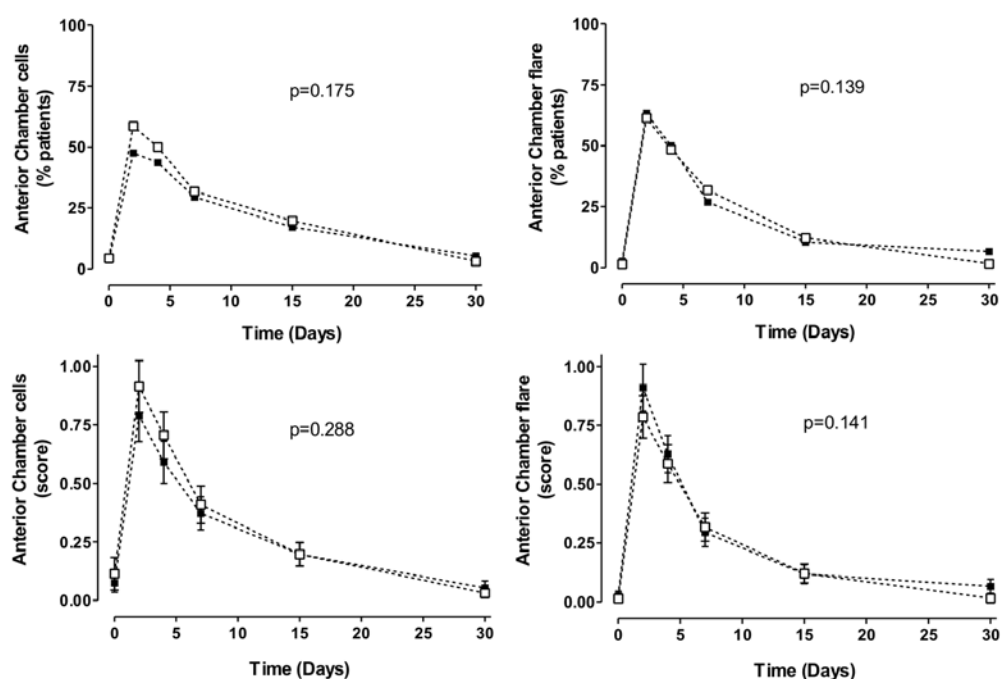 Anterior Chamber cells
(% patients)
100
75
50
25
0
p=0.175
0 5 10 15 20 25 30
Time (Days)
Anterior Chamber flare
(% patients)
100
75
50
25
0
p=0.139
0 5 10 15 20 25 30
Time (Days)
Anterior Chamber cells
(score)
1.00
0.75
0.50
0.25
0.00
p=0.288
0 5 10 15 20 25 30
Time (Days)
Anterior Chamber flare
(score)
1.00
0.75
0.50
0.25
0.00
p=0.141
0 5 10 15 20 25 30
Time (Days)